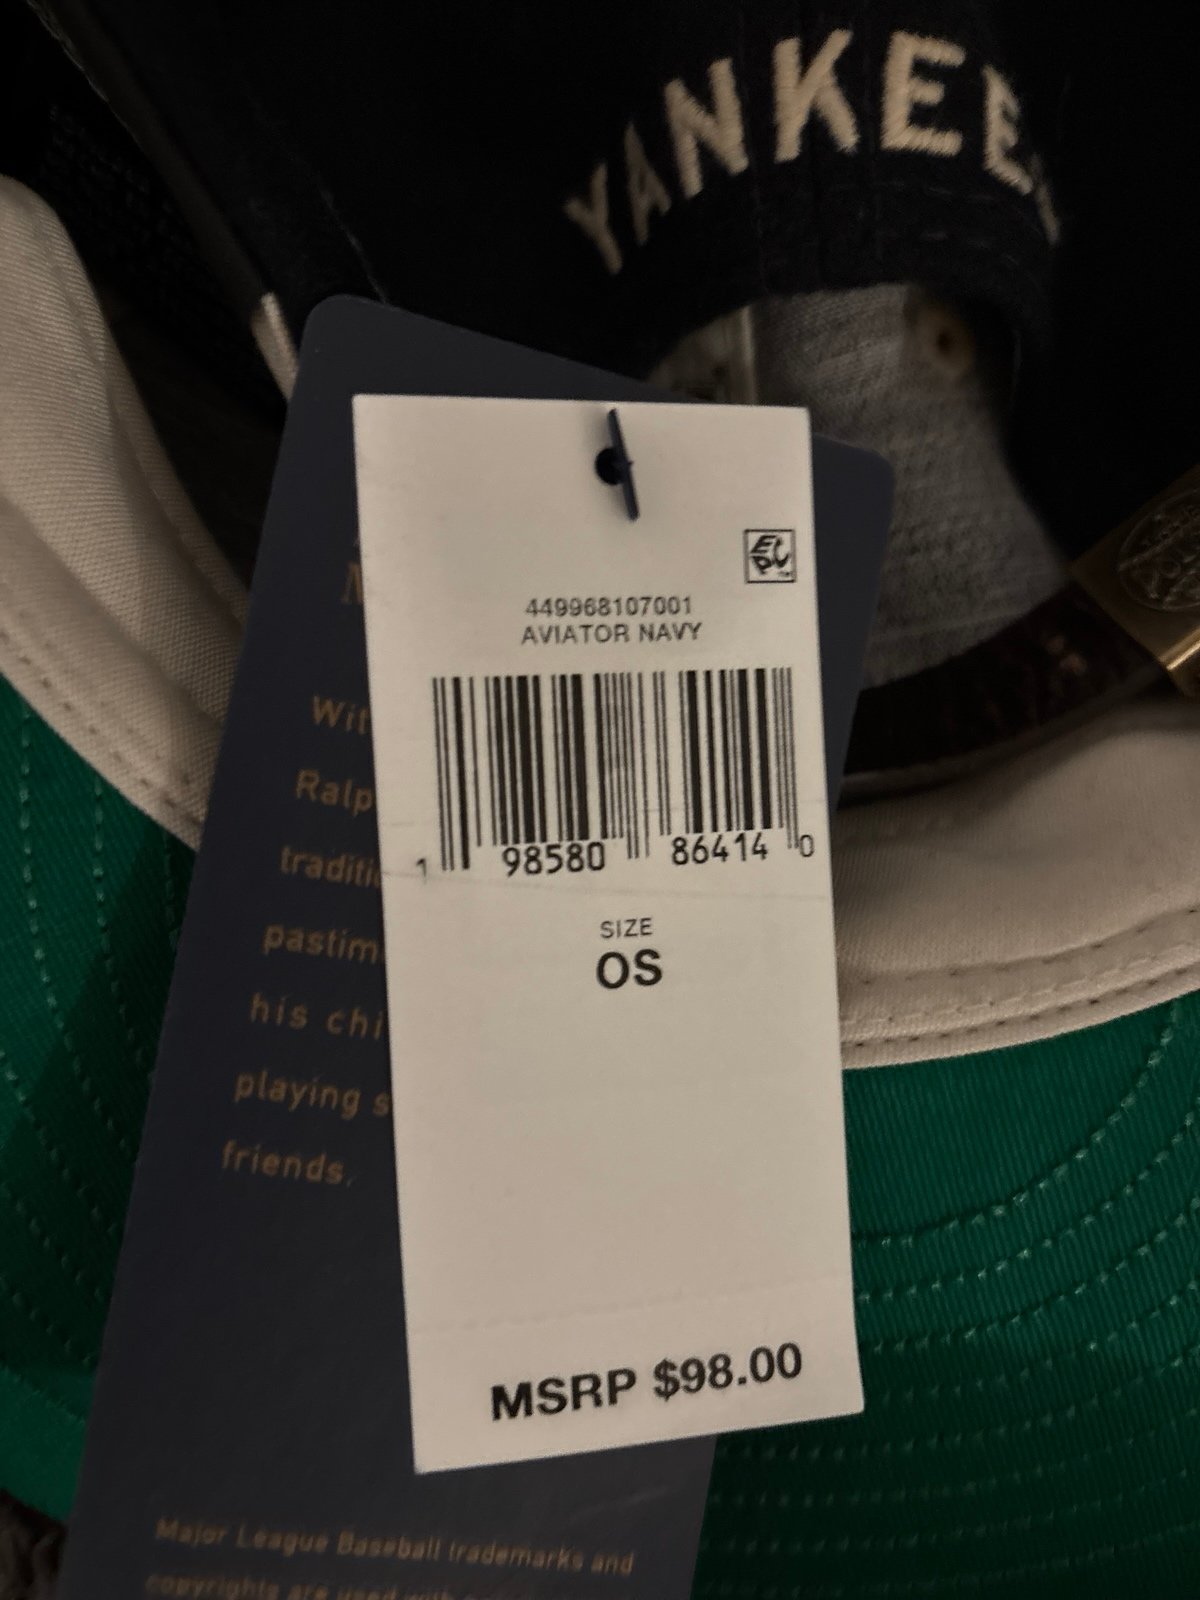 YANKEE
449968107001
AVIATOR NAVY
1 98580 86414 0
SIZE
OS
MSRP $98.00
Wit
Ralp
traditi
pastim
his chi
playing s
friends.
Major League Baseball trademarks and
copyrights are used with